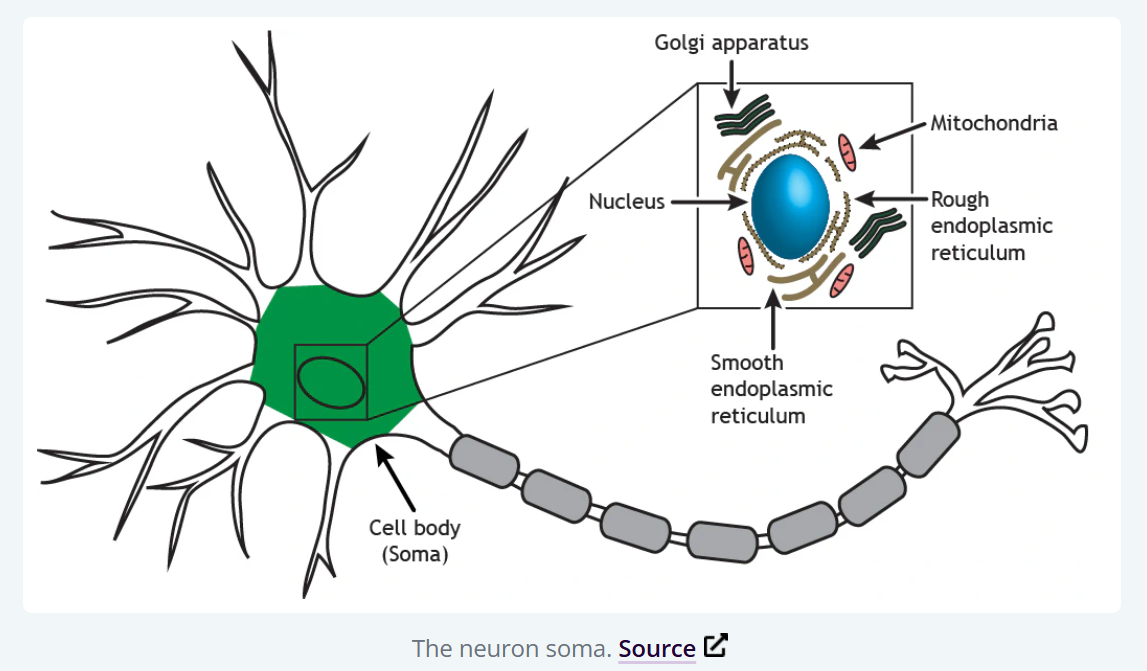 Golgi apparatus
Mitochondria
Nucleus
Rough
endoplasmic
reticulum
Smooth
endoplasmic
reticulum
Cell body
(Soma)
The neuron soma. Source